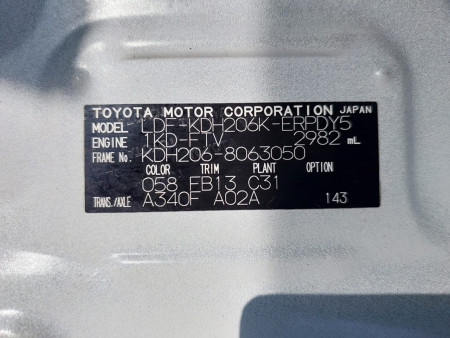 TOYOTA MOTOR CORPORATION JAPAN
MODEL LDF-KDH206K-ERPDY5
ENGINE 1KD-FTV 2982 mL
FRAME No. KDH206-8063050
COLOR TRIM PLANT OPTION
058 FB13 C31
TRANS./AXLE A340F A02A 143